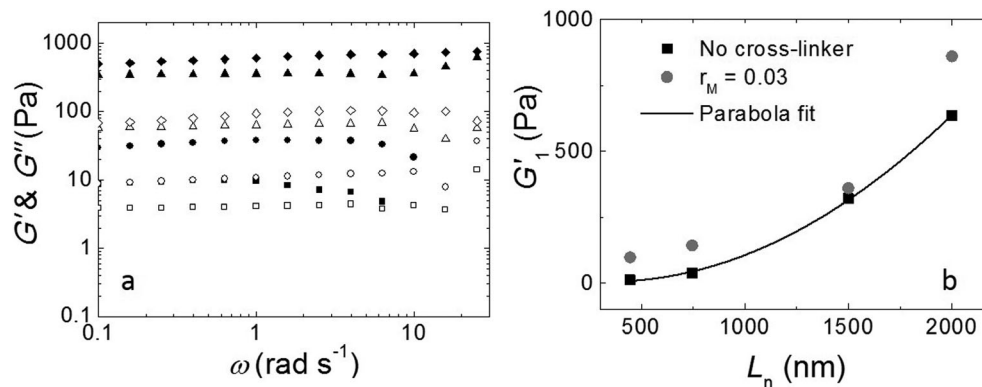 G′ & G″ (Pa)
1000
100
10
1
0.1
a
0.1
1
10
ω (rad s⁻¹)
G′₁ (Pa)
1000
500
0
No cross-linker
r_M = 0.03
Parabola fit
b
500
1000
1500
2000
Lₙ (nm)